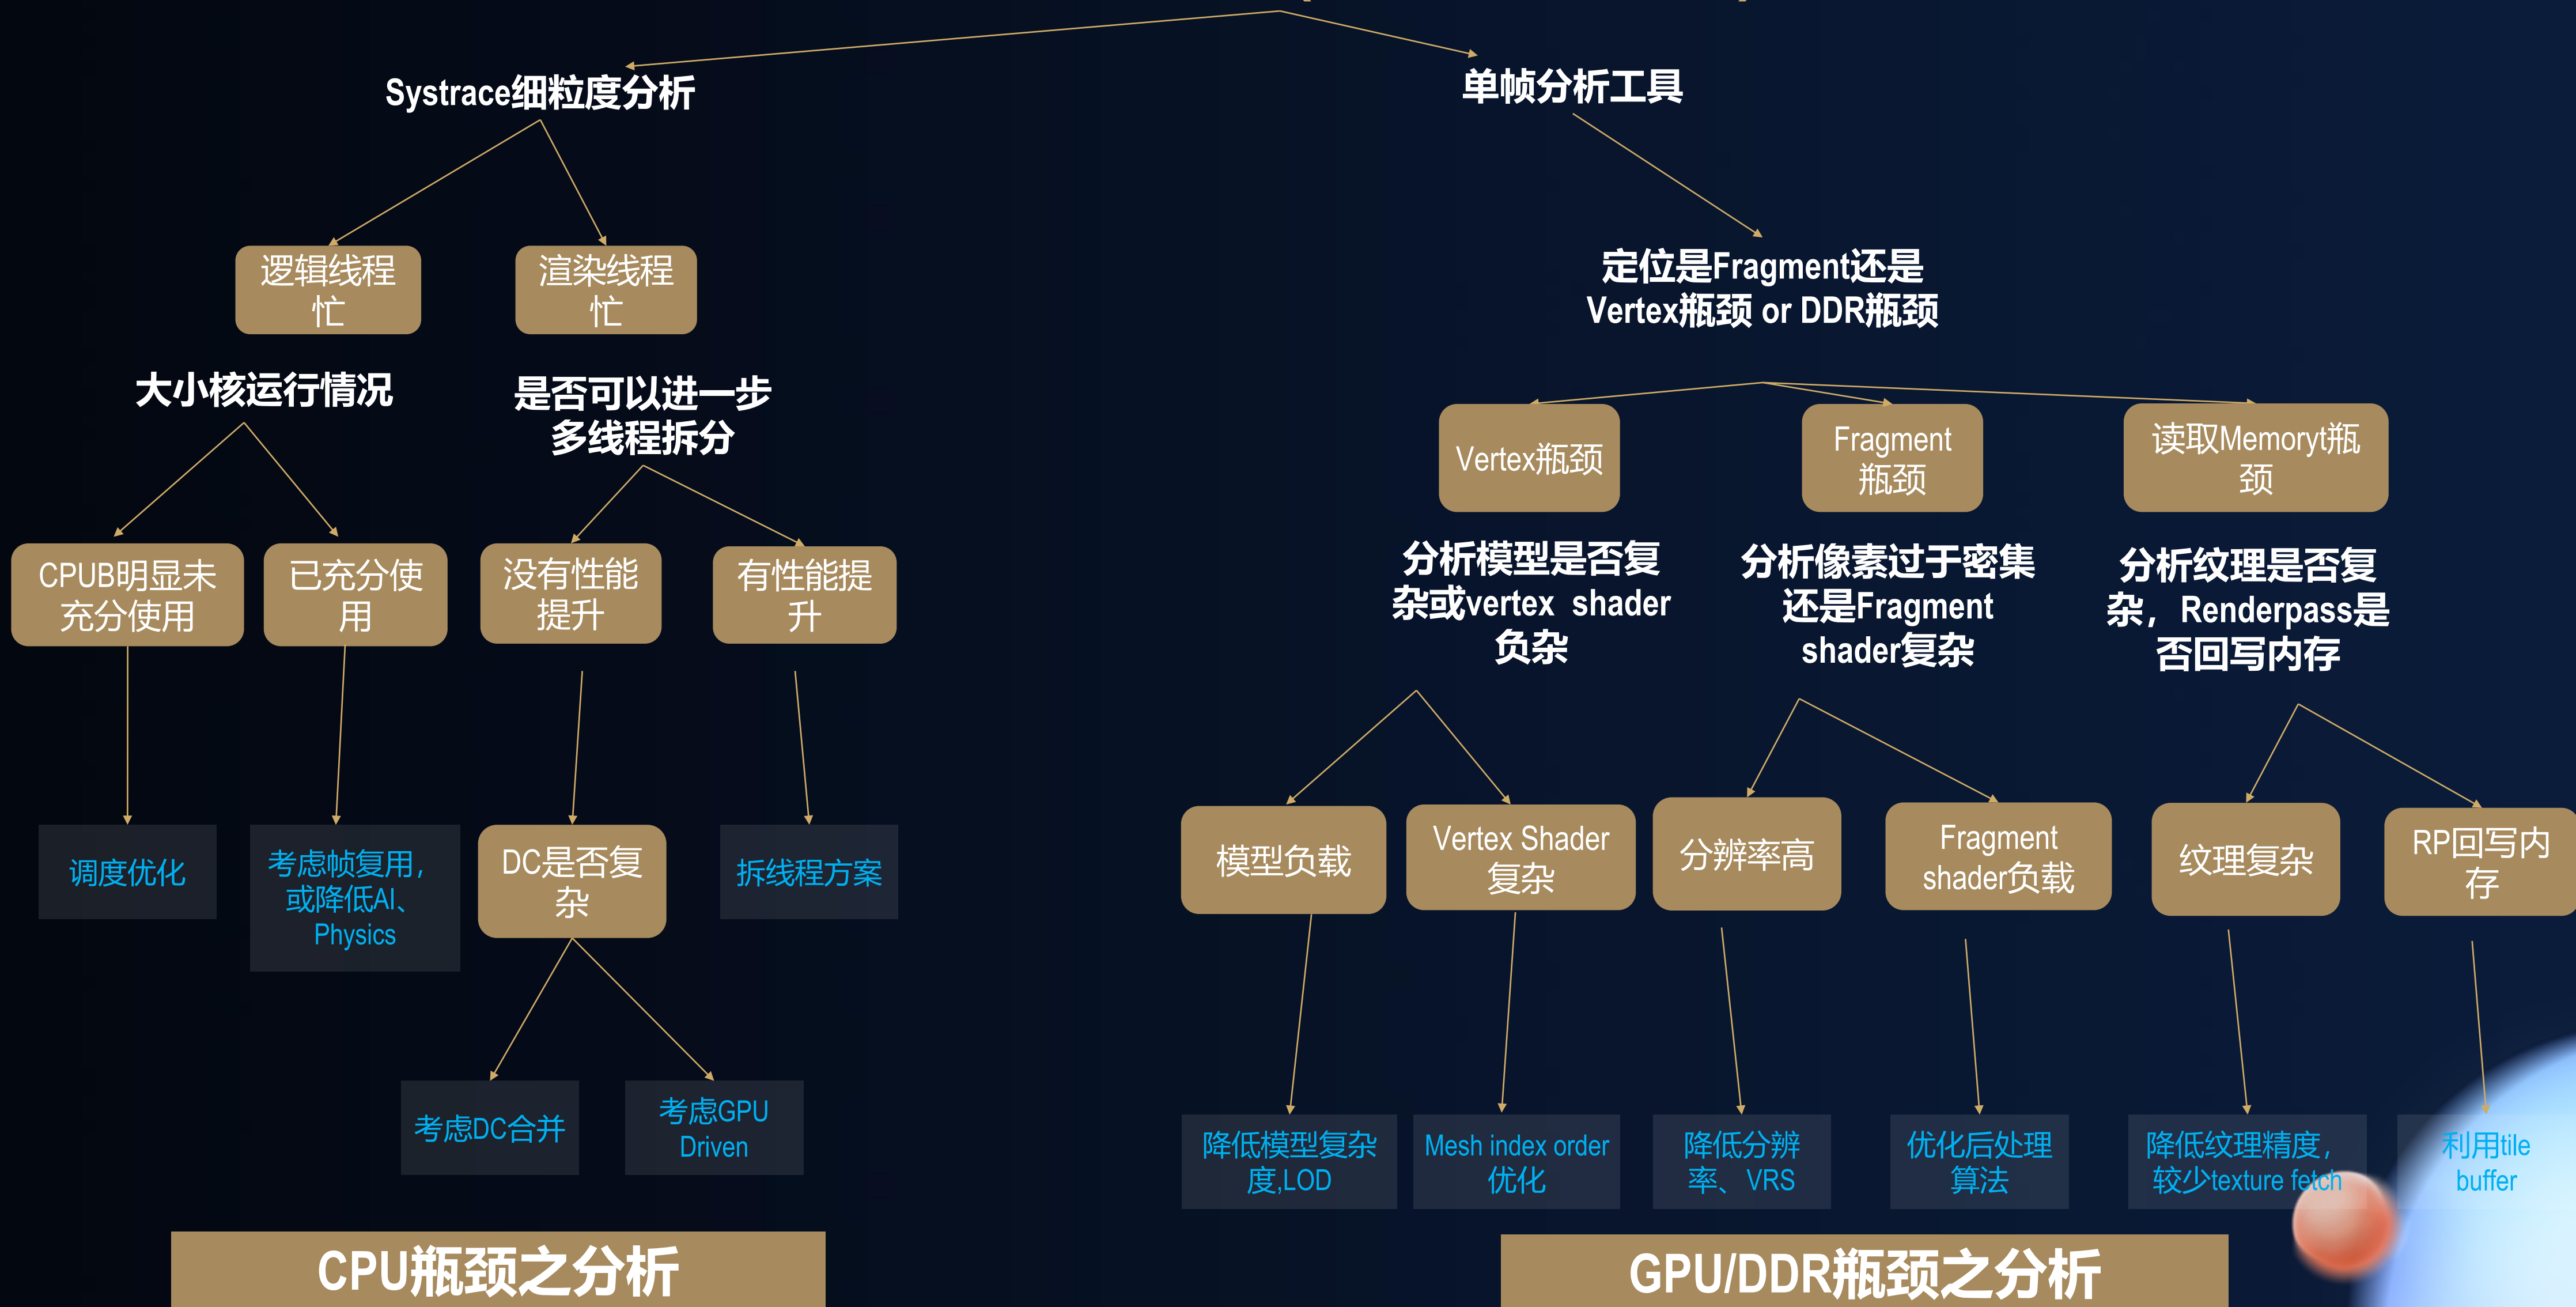 Systrace细粒度分析
单帧分析工具
逻辑线程
忙
渲染线程
忙
定位是Fragment还是
Vertex瓶颈 or DDR瓶颈
大小核运行情况
是否可以进一步
多线程拆分
Vertex瓶颈
Fragment
瓶颈
读取Memoryt瓶
颈
CPUB明显未
充分使用
已充分使
用
没有性能
提升
有性能提
升
分析模型是否复
杂或vertex shader
负杂
分析像素过于密集
还是Fragment
shader复杂
分析纹理是否复
杂，Renderpass是
否回写内存
调度优化
考虑帧复用，
或降低AI、
Physics
DC是否复
杂
拆线程方案
模型负载
Vertex Shader
复杂
分辨率高
Fragment
shader负载
纹理复杂
RP回写内
存
考虑DC合并
考虑GPU
Driven
降低模型复杂
度,LOD
Mesh index order
优化
降低分辨
率、VRS
优化后处理
算法
降低纹理精度，
较少texture fetch
利用tile
buffer
CPU瓶颈之分析
GPU/DDR瓶颈之分析